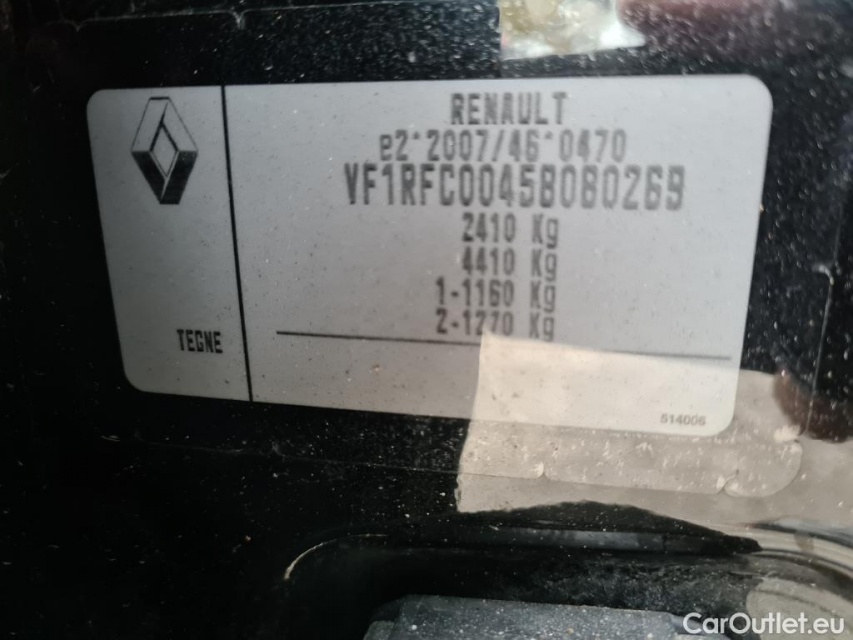 RENAULT
e2*2007/46*0470
VF1RFC00458080269
2410 Kg
4410 Kg
1-1160 Kg
2-1270 Kg
TEGNE
514006
CarOutlet.eu